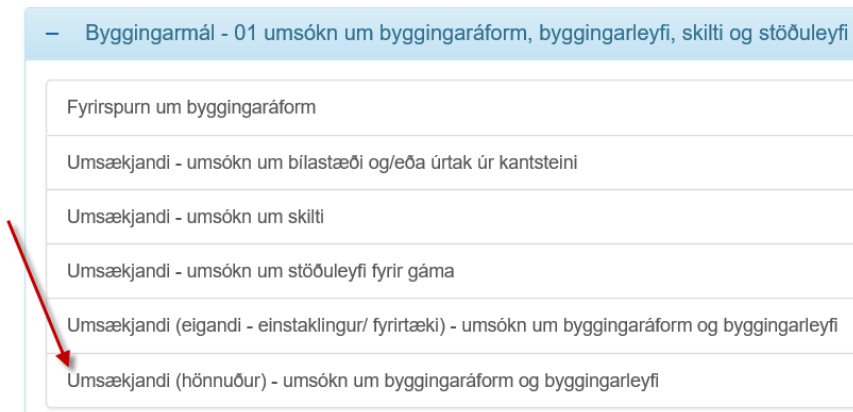 – Byggingarmál - 01 umsókn um byggingaráform, byggingarleyfi, skilti og stöðuleyfi
Fyrirspurn um byggingaráform
Umsækjandi - umsókn um bílastæði og/eða úrtak úr kantsteini
Umsækjandi - umsókn um skilti
Umsækjandi - umsókn um stöðuleyfi fyrir gáma
Umsækjandi (eigandi - einstaklingur/ fyrirtæki) - umsókn um byggingaráform og byggingarleyfi
Umsækjandi (hönnuður) - umsókn um byggingaráform og byggingarleyfi